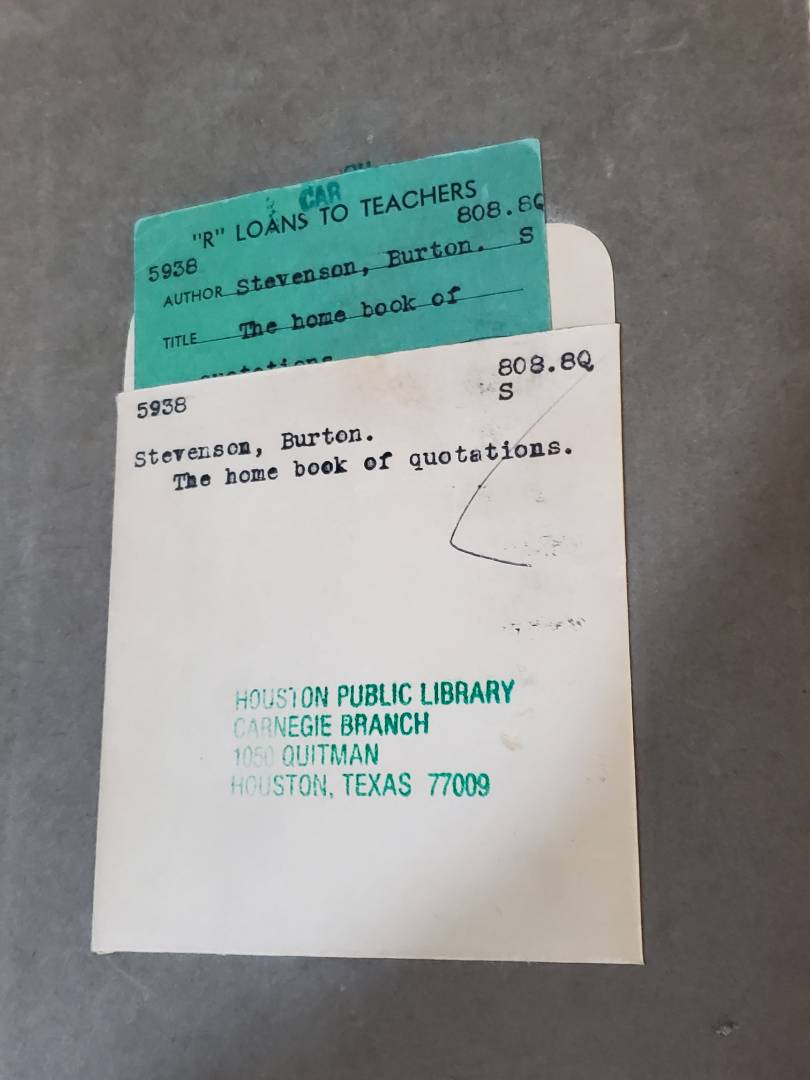 CAR
"R" LOANS TO TEACHERS
808.8Q
5938 S
AUTHOR Stevenson, Burton.
TITLE The home book of
quotations
5938 808.8Q
S
Stevenson, Burton.
The home book of quotations.
HOUSTON PUBLIC LIBRARY
CARNEGIE BRANCH
1050 QUITMAN
HOUSTON, TEXAS 77009